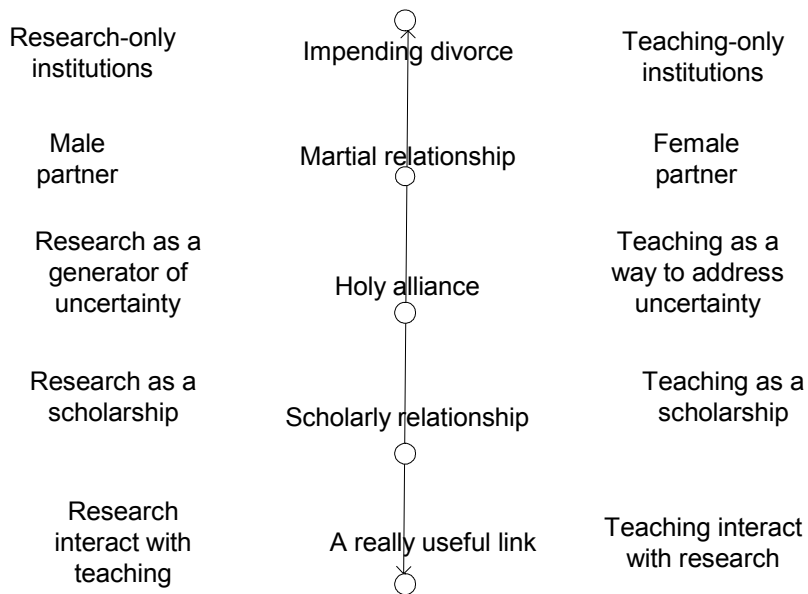 Research-only
institutions
Impending divorce
Teaching-only
institutions
Male
partner
Martial relationship
Female
partner
Research as a
generator of
uncertainty
Holy alliance
Teaching as a
way to address
uncertainty
Research as a
scholarship
Scholarly relationship
Teaching as a
scholarship
Research
interact with
teaching
A really useful link
Teaching interact
with research